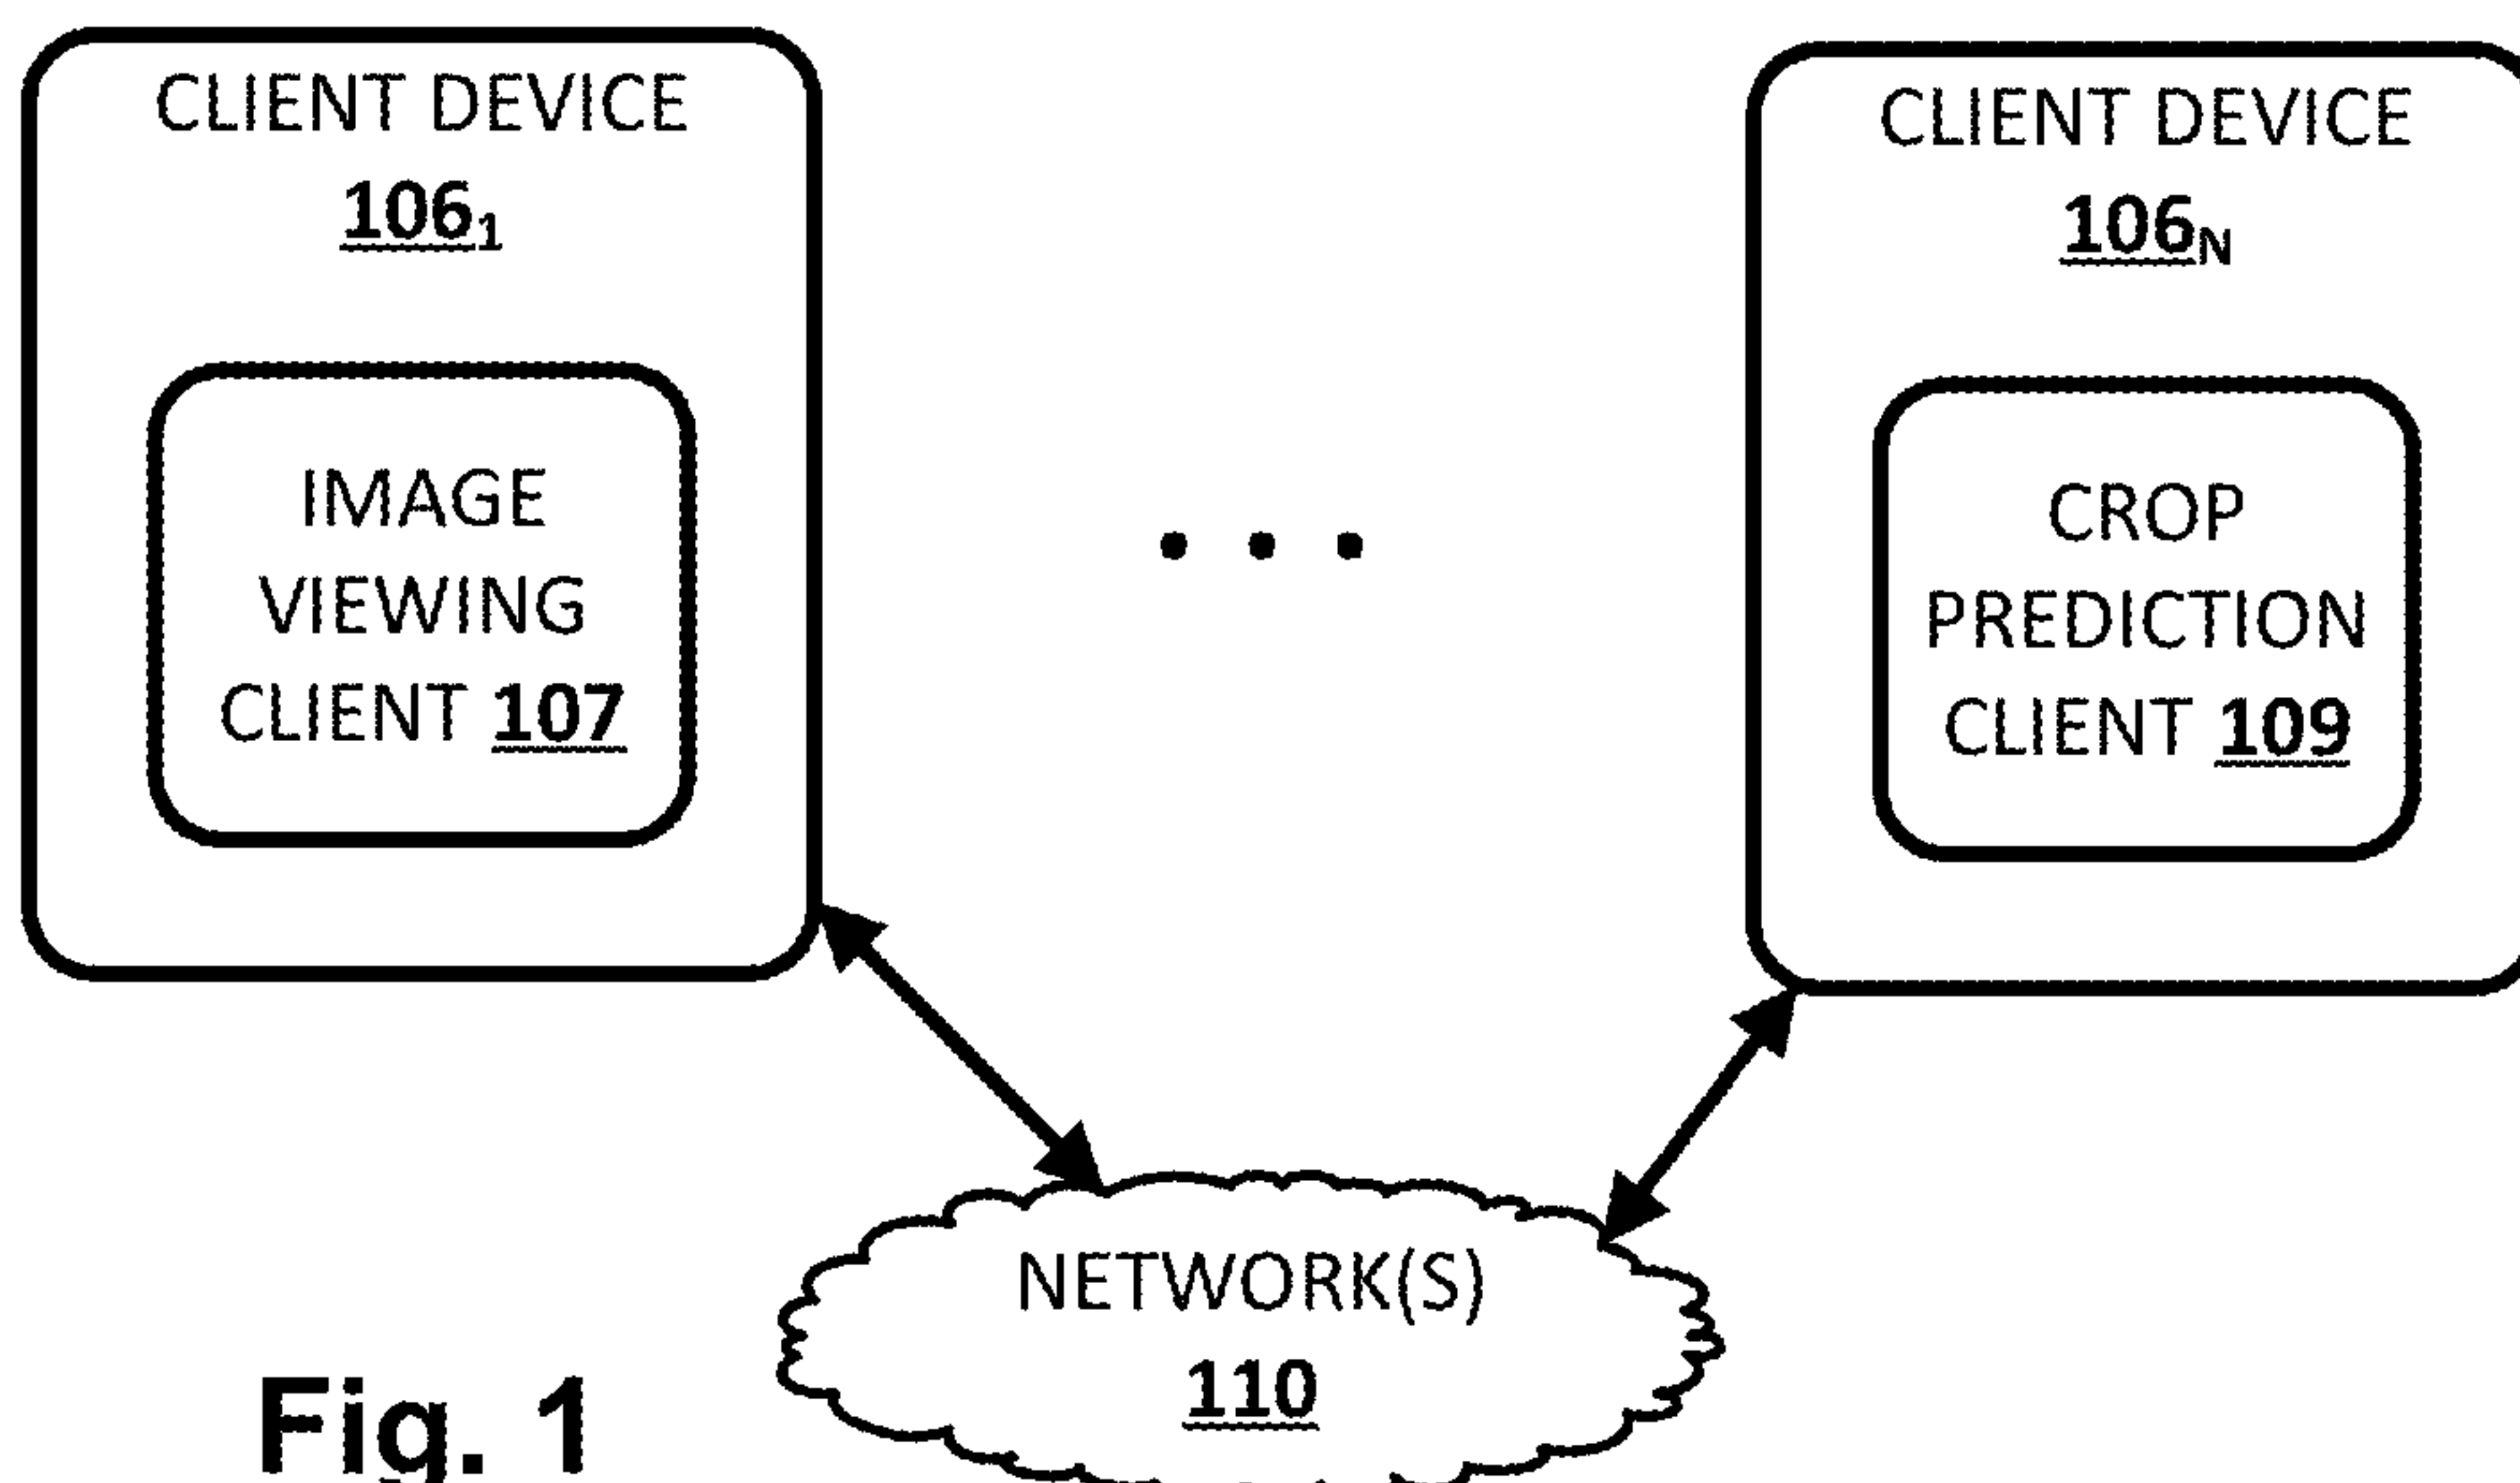 CLIENT DEVICE
106₁
IMAGE
VIEWING
CLIENT 107
CLIENT DEVICE
106N
CROP
PREDICTION
CLIENT 109
NETWORK(S)
110
Fig. 1